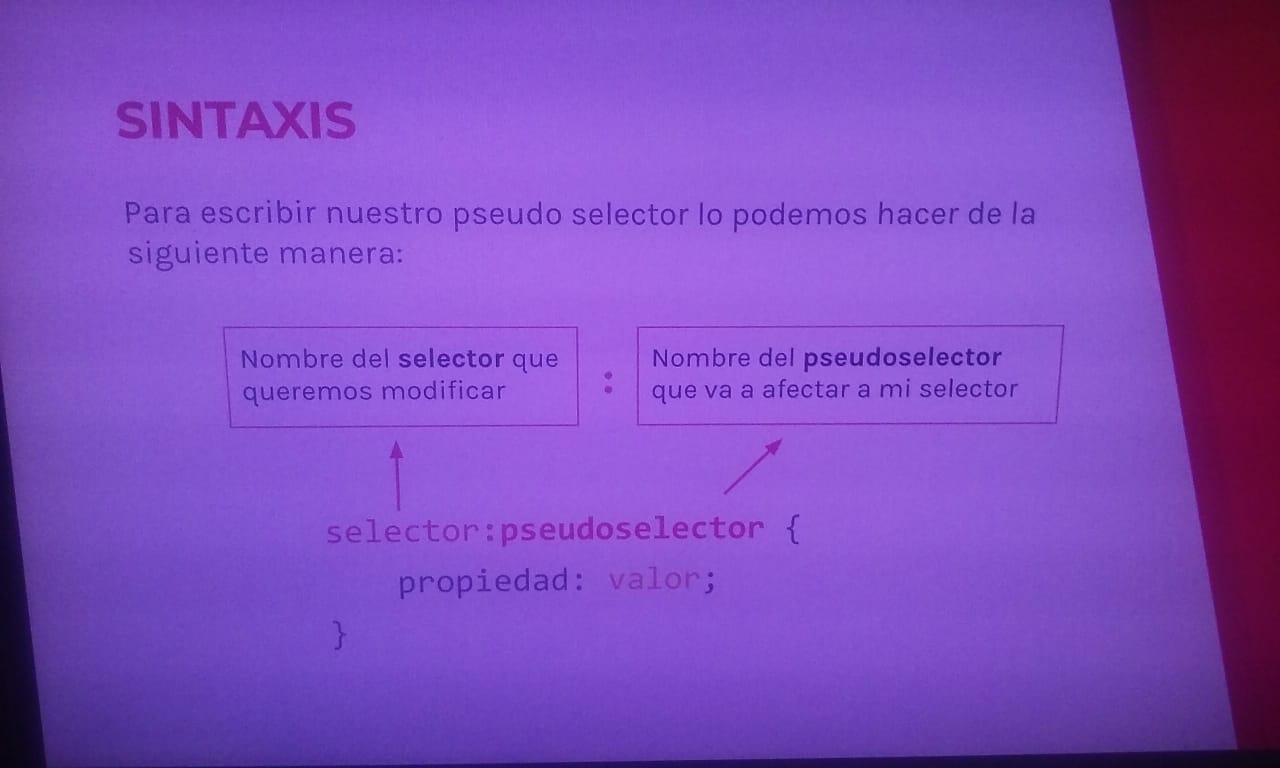 SINTAXIS
Para escribir nuestro pseudo selector lo podemos hacer de la
siguiente manera:
Nombre del selector que
queremos modificar
:
Nombre del pseudoselector
que va a afectar a mi selector
selector:pseudoselector {
propiedad: valor;
}